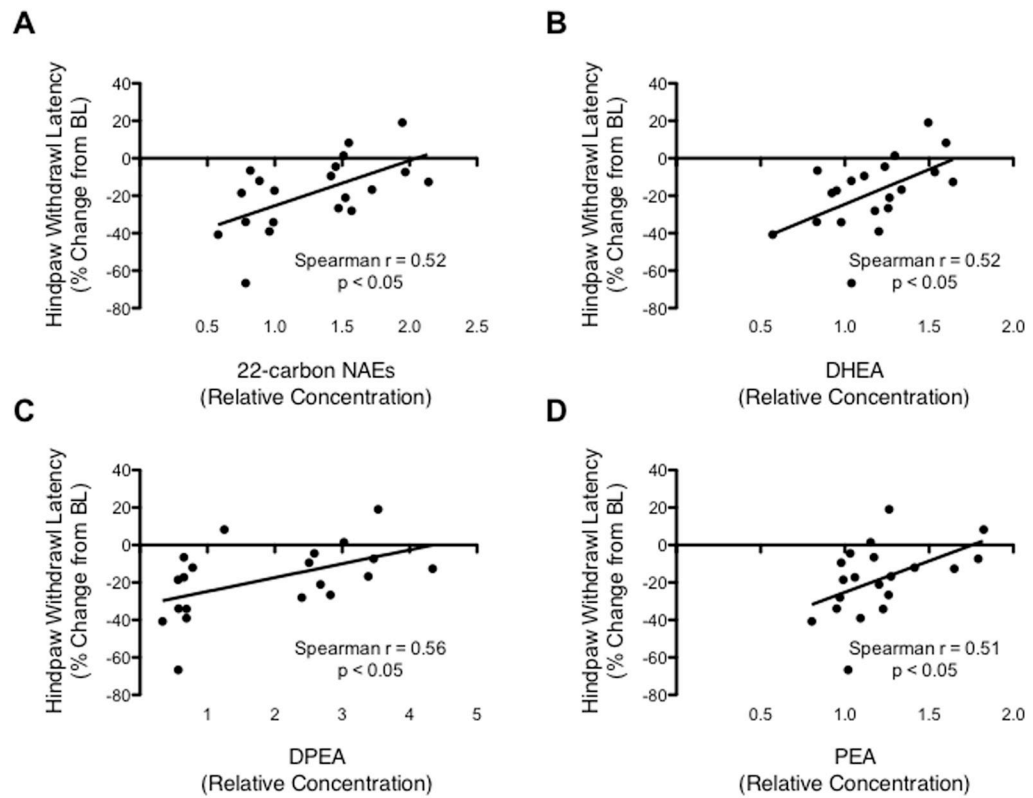 A
Hindpaw Withdrawl Latency
(% Change from BL)
40
20
0
-20
-40
-60
-80
Spearman r = 0.52
p < 0.05
0.5 1.0 1.5 2.0 2.5
22-carbon NAEs
(Relative Concentration)
B
Hindpaw Withdrawl Latency
(% Change from BL)
40
20
0
-20
-40
-60
-80
Spearman r = 0.52
p < 0.05
0.5 1.0 1.5 2.0
DHEA
(Relative Concentration)
C
Hindpaw Withdrawl Latency
(% Change from BL)
40
20
0
-20
-40
-60
-80
Spearman r = 0.56
p < 0.05
1 2 3 4 5
DPEA
(Relative Concentration)
D
Hindpaw Withdrawl Latency
(% Change from BL)
40
20
0
-20
-40
-60
-80
Spearman r = 0.51
p < 0.05
0.5 1.0 1.5 2.0
PEA
(Relative Concentration)